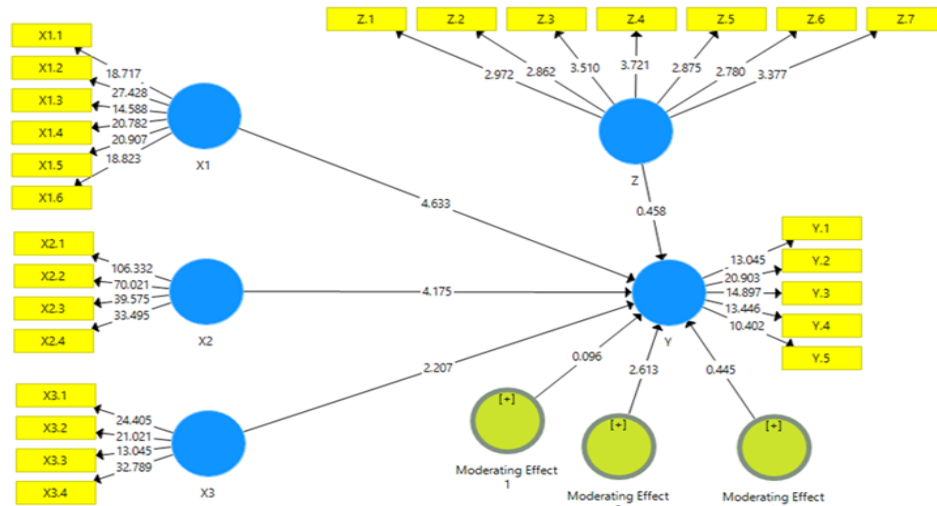 Z.1
Z.2
Z.3
Z.4
Z.5
Z.6
Z.7
2.972
2.862
3.510
3.721
2.875
2.780
3.377
Z
0.458
X1.1
X1.2
X1.3
X1.4
X1.5
X1.6
18.717
27.428
14.588
20.782
20.907
18.823
X1
4.633
X2.1
X2.2
X2.3
X2.4
106.332
70.021
39.575
33.495
X2
4.175
X3.1
X3.2
X3.3
X3.4
24.405
21.021
13.045
32.789
X3
2.207
Y
13.045
20.903
14.897
13.446
10.402
Y.1
Y.2
Y.3
Y.4
Y.5
0.096
2.613
0.445
[+]
Moderating Effect
1
[+]
Moderating Effect
[+]
Moderating Effect